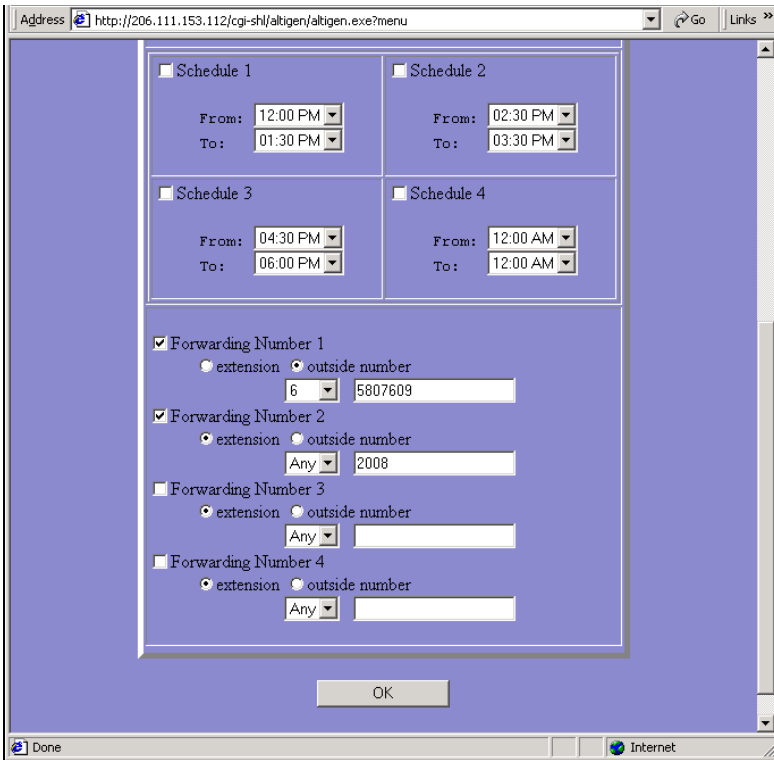 Address http://206.111.153.112/cgi-shl/altigen/altigen.exe?menu Go Links »
Schedule 1 Schedule 2
From: 12:00 PM From: 02:30 PM
To: 01:30 PM To: 03:30 PM
Schedule 3 Schedule 4
From: 04:30 PM From: 12:00 AM
To: 06:00 PM To: 12:00 AM
Forwarding Number 1
extension outside number
6 5807609
Forwarding Number 2
extension outside number
Any 2008
Forwarding Number 3
extension outside number
Any
Forwarding Number 4
extension outside number
Any
OK
Done Internet